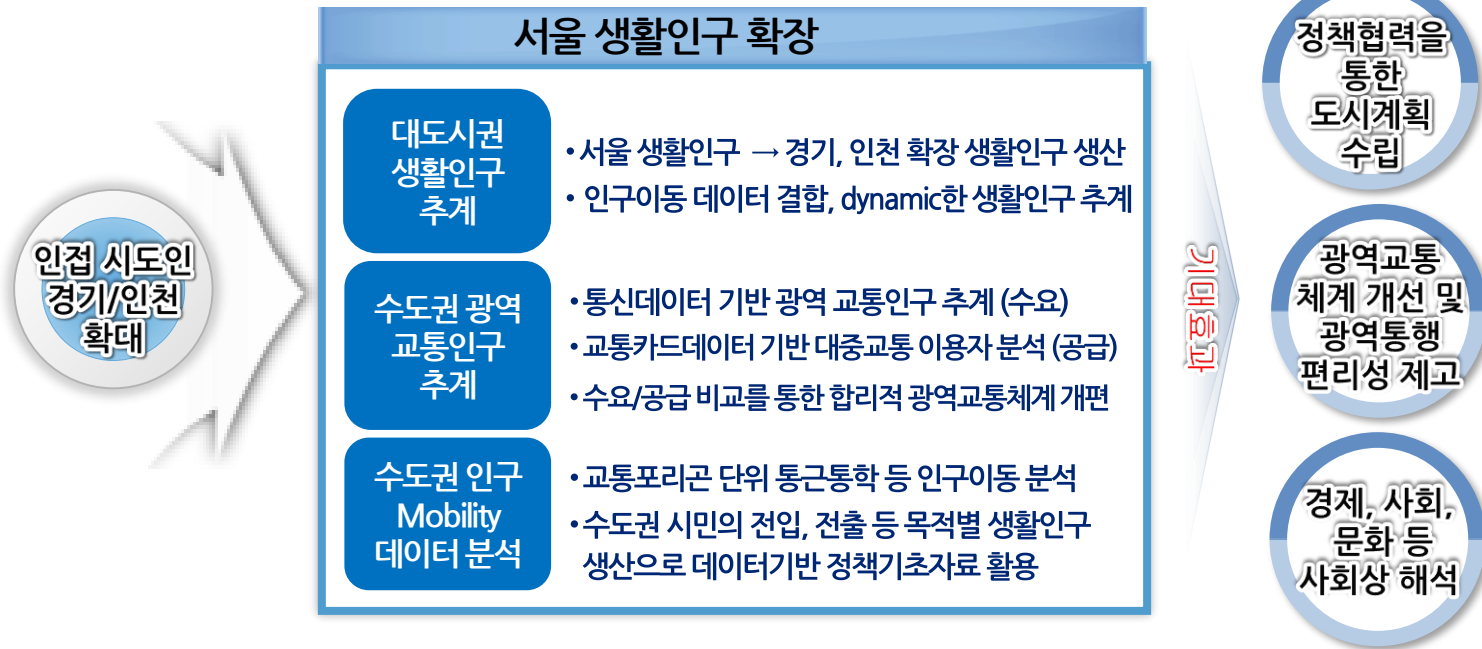 서울 생활인구 확장
인접 시도인
경기/인천
확대
대도시권
생활인구
추계
• 서울 생활인구 → 경기, 인천 확장 생활인구 생산
• 인구이동 데이터 결합, dynamic한 생활인구 추계
수도권 광역
교통인구
추계
• 통신데이터 기반 광역 교통인구 추계 (수요)
• 교통카드데이터 기반 대중교통 이용자 분석 (공급)
• 수요/공급 비교를 통한 합리적 광역교통체계 개편
수도권 인구
Mobility
데이터 분석
• 교통포리곤 단위 통근통학 등 인구이동 분석
• 수도권 시민의 전입, 전출 등 목적별 생활인구
생산으로 데이터기반 정책기초자료 활용
기대효과
정책협력을
통한
도시계획
수립
광역교통
체계 개선 및
광역통행
편리성 제고
경제, 사회,
문화 등
사회상 해석